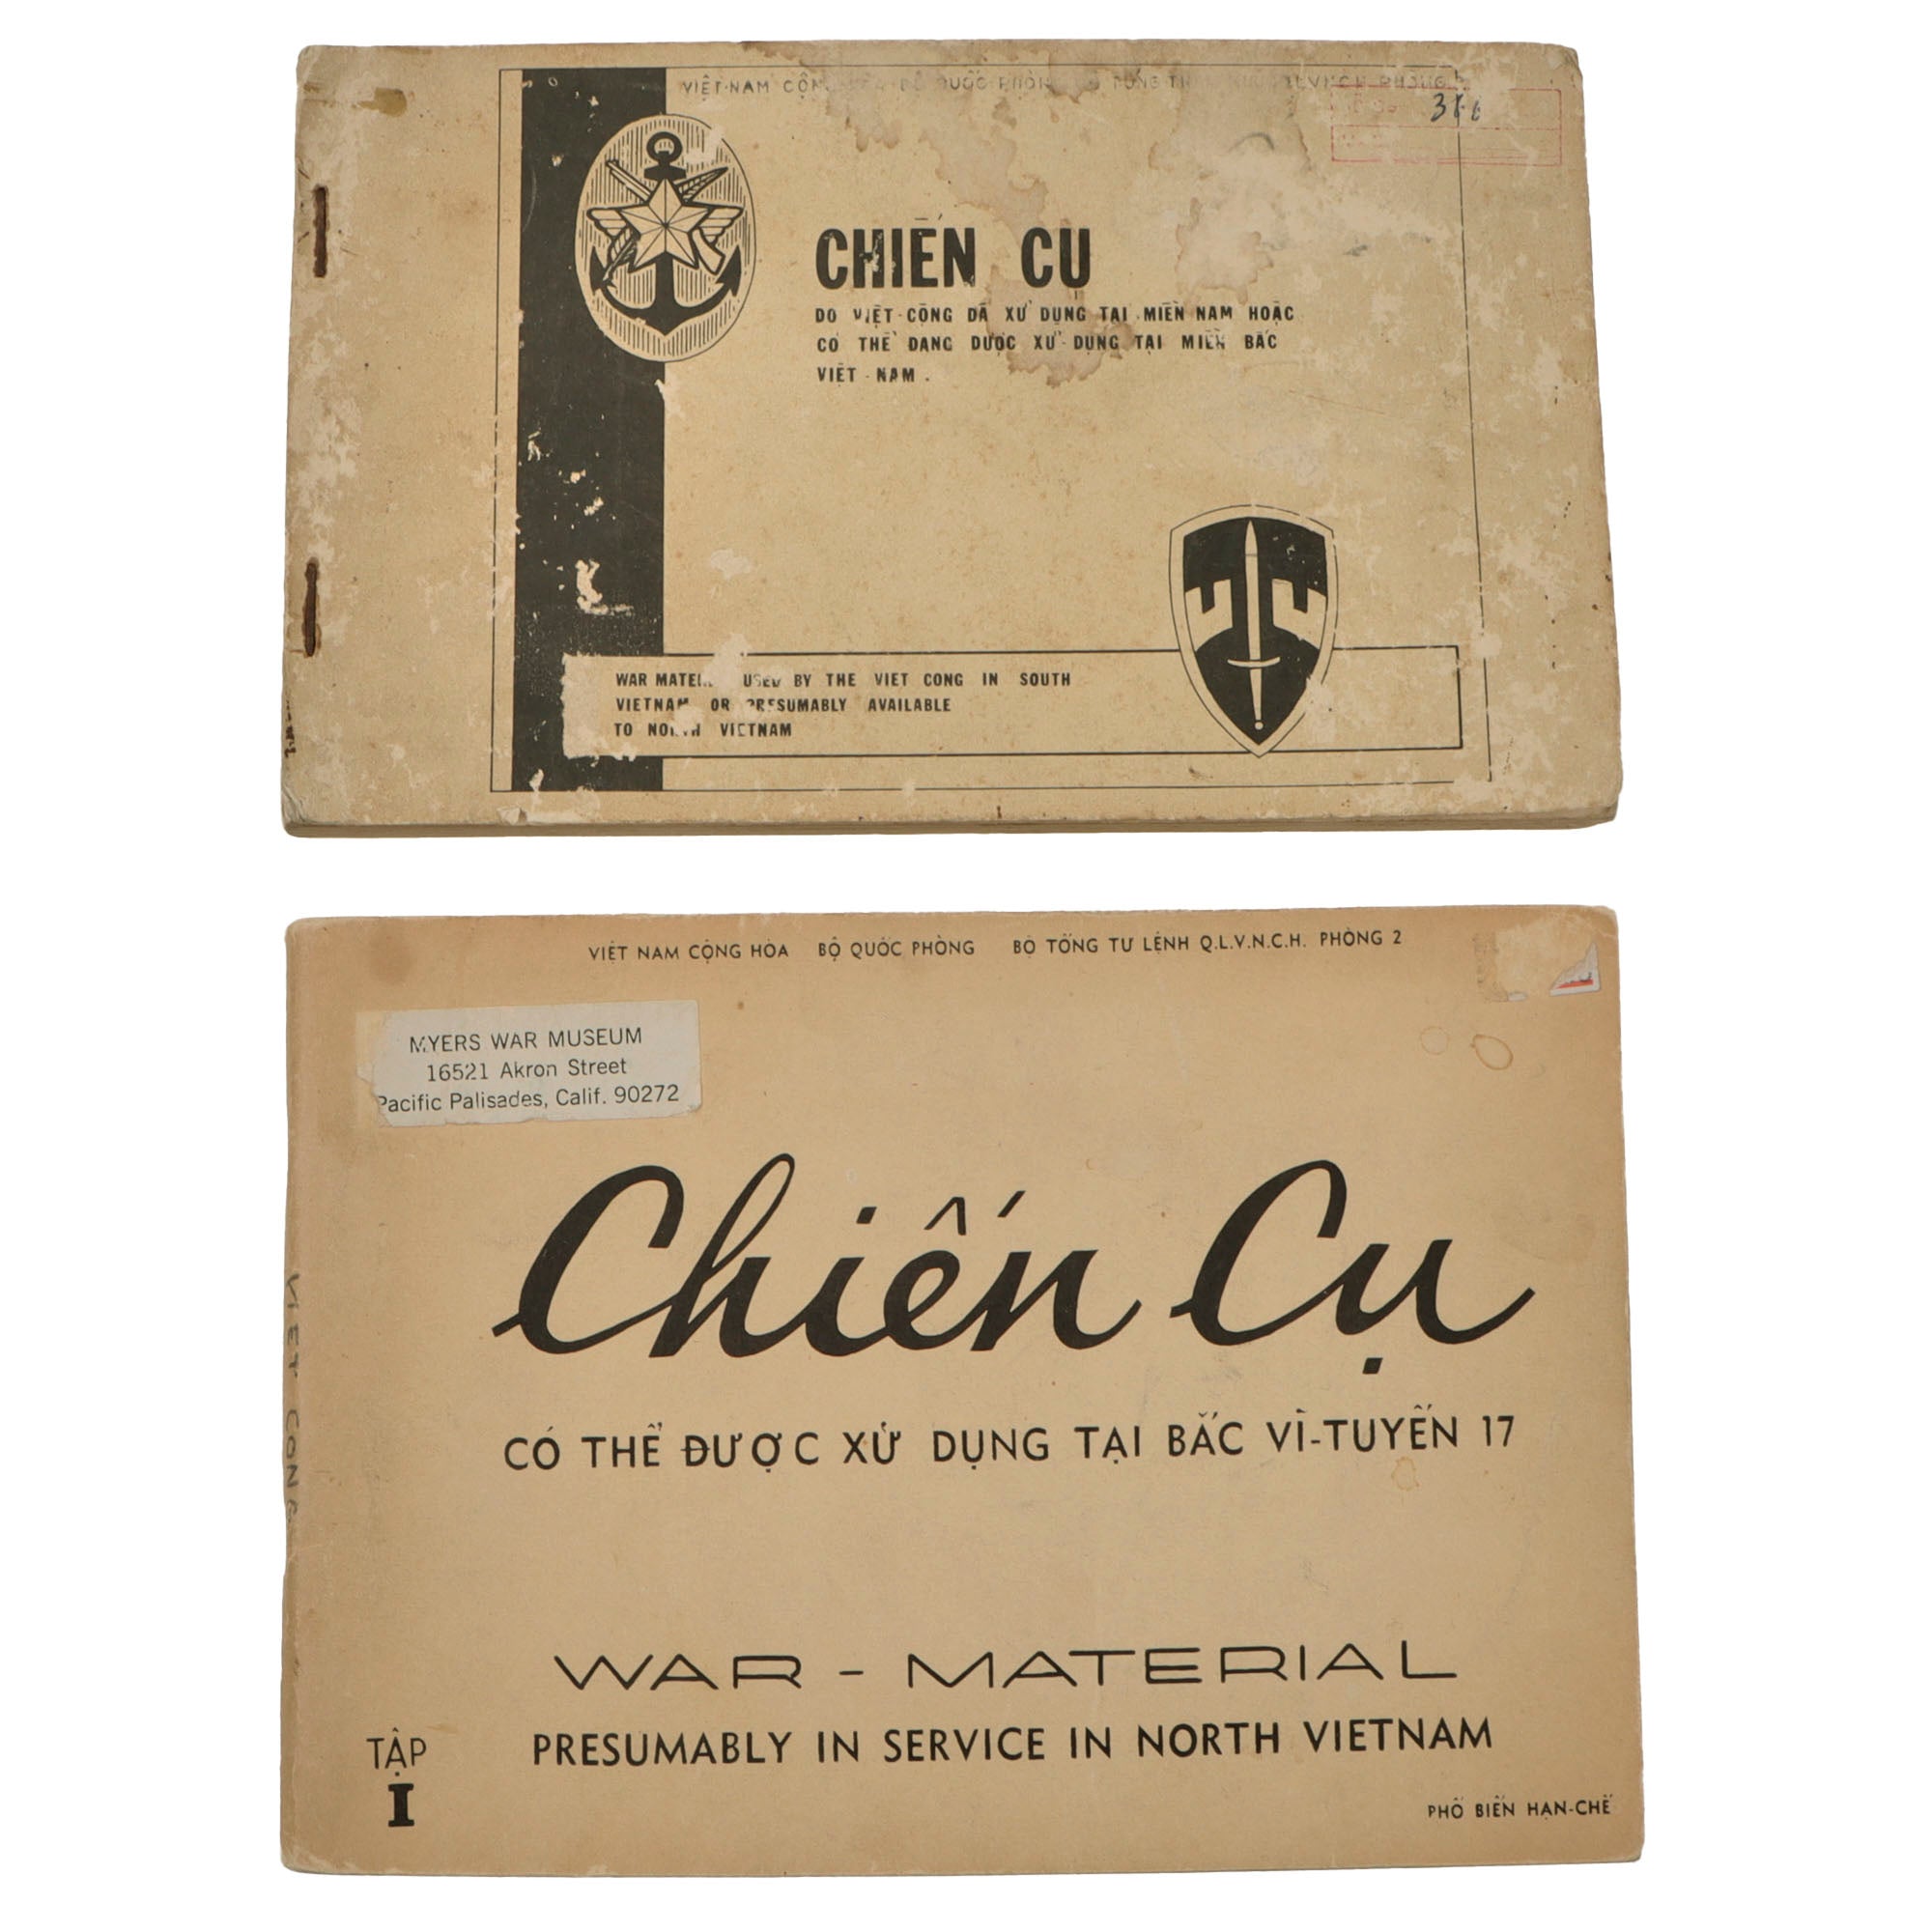 VIỆT-NAM
CHIẾN CỤ
DO VIỆT-CỘNG ĐÃ XỬ DỤNG TẠI MIỀN NAM HOẶC
CÓ THỂ ĐANG ĐƯỢC XỬ DỤNG TẠI MIỀN BẮC
VIỆT-NAM.
WAR USED BY THE VIET CONG IN SOUTH
VIETNAM OR PRESUMABLY AVAILABLE
TO NORTH VIETNAM
VIỆT NAM CỘNG HÒA BỘ QUỐC PHÒNG BỘ TỔNG TƯ LỆNH Q.L.V.N.C.H. PHÒNG 2
MYERS WAR MUSEUM
16521 Akron Street
Pacific Palisades, Calif. 90272
VIET CONG
Chiến Cụ
CÓ THỂ ĐƯỢC XỬ DỤNG TẠI BẮC VĨ-TUYẾN 17
WAR - MATERIAL
PRESUMABLY IN SERVICE IN NORTH VIETNAM
TẬP
I
PHỔ BIẾN HẠN-CHẾ